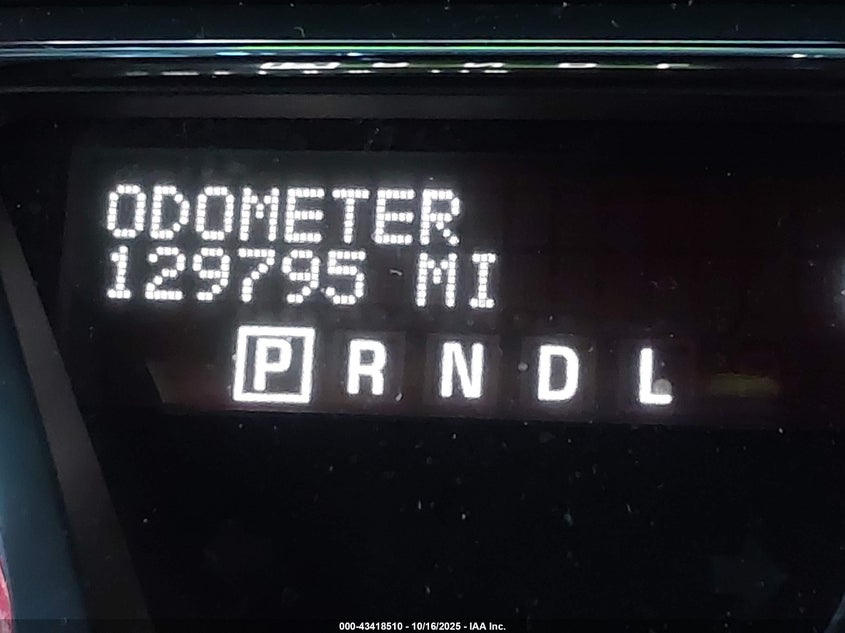 ODOMETER
129795 MI
P R N D L
000-43418510 - 10/16/2025 - IAA Inc.